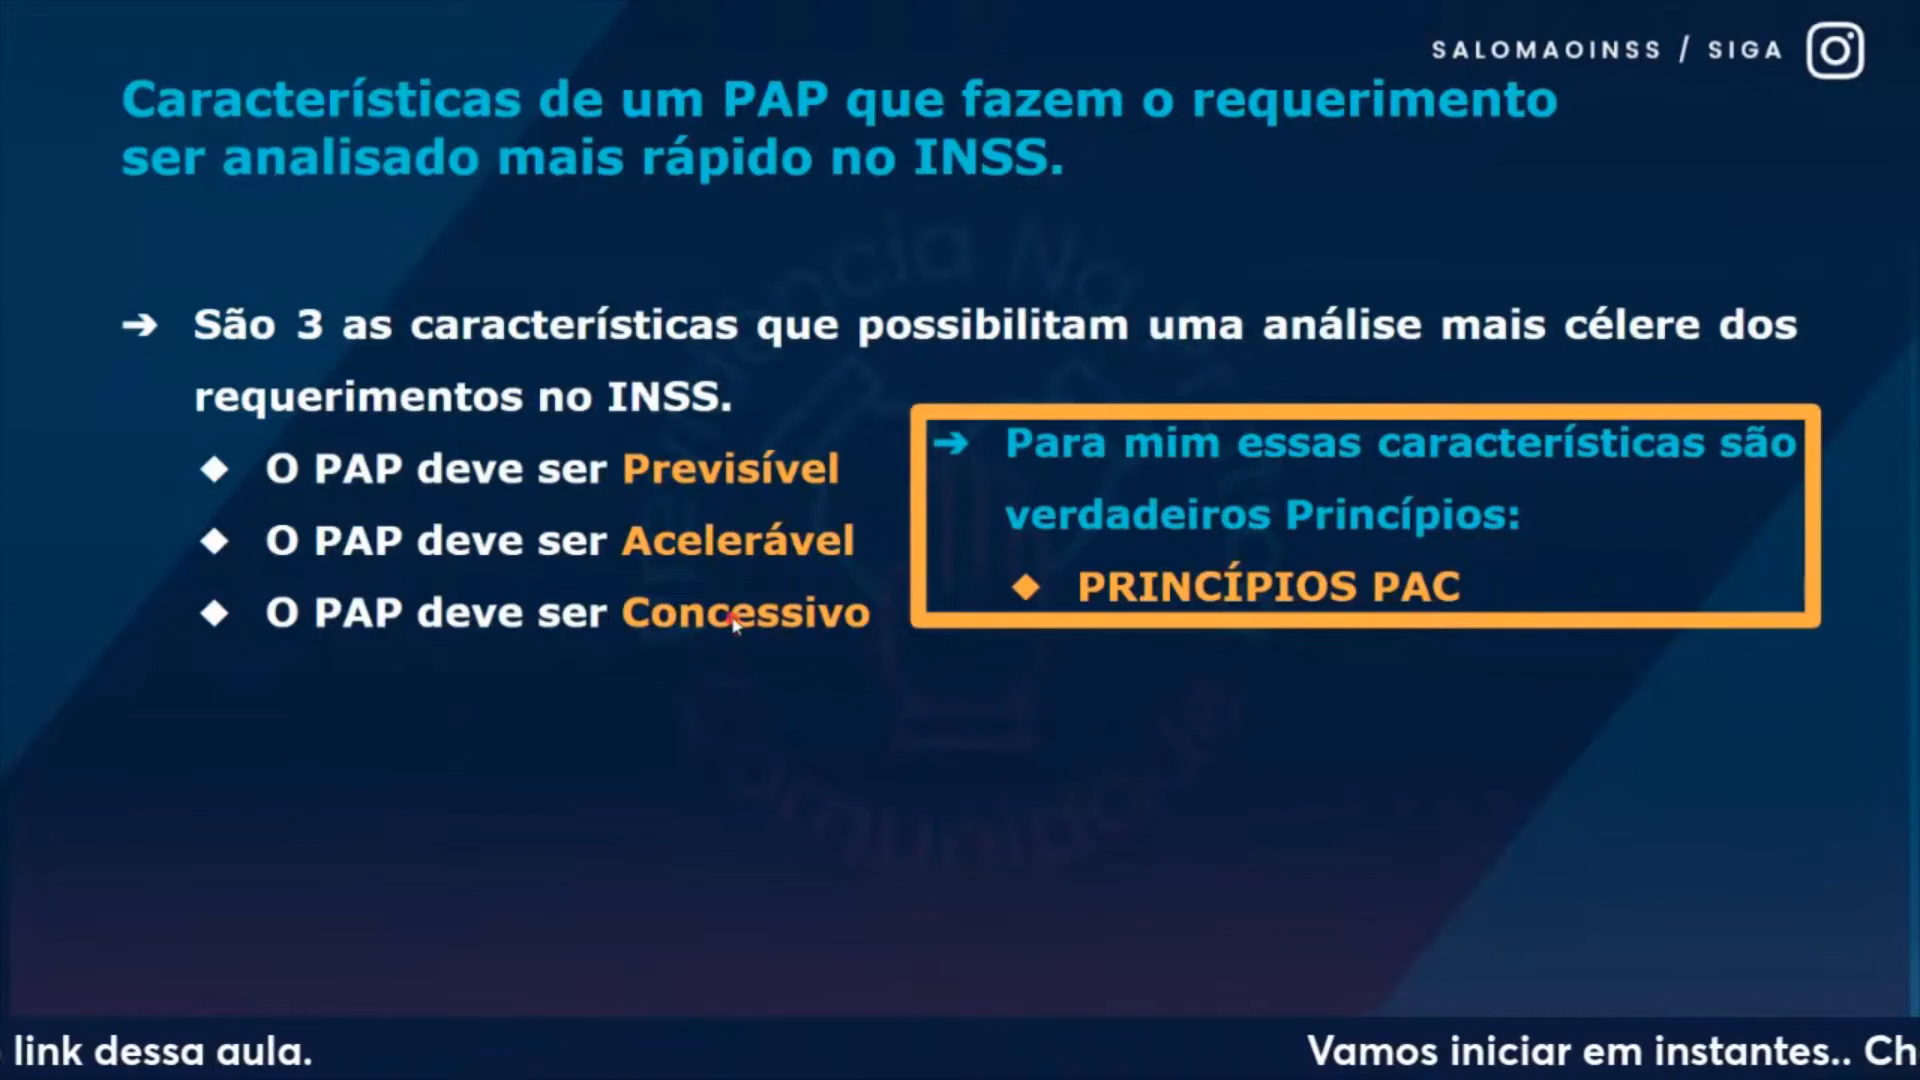 SALOMAOINSS / SIGA
Características de um PAP que fazem o requerimento
ser analisado mais rápido no INSS.
➔ São 3 as características que possibilitam uma análise mais célere dos
requerimentos no INSS.
◆ O PAP deve ser Previsível
◆ O PAP deve ser Acelerável
◆ O PAP deve ser Concessivo
➔ Para mim essas características são
verdadeiros Princípios:
◆ PRINCÍPIOS PAC
link dessa aula.
Vamos iniciar em instantes.. Ch